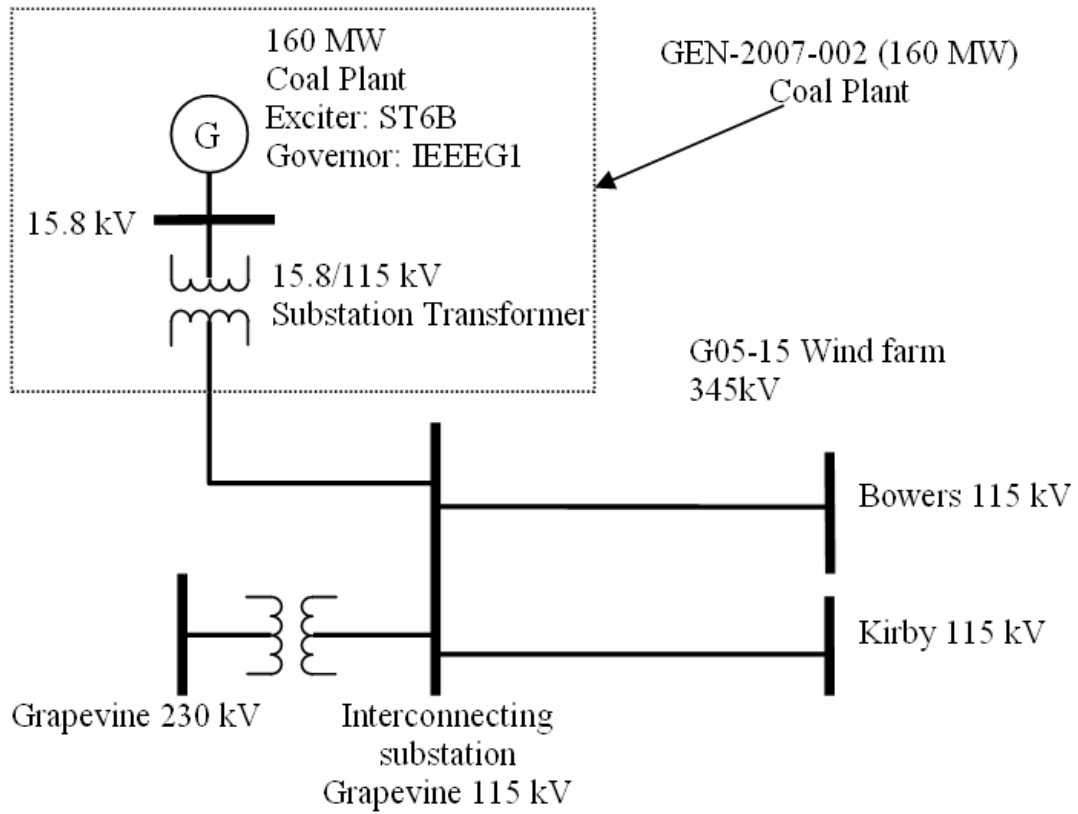 160 MW
Coal Plant
Exciter: ST6B
Governor: IEEEG1
G
15.8 kV
15.8/115 kV
Substation Transformer
GEN-2007-002 (160 MW)
Coal Plant
G05-15 Wind farm
345kV
Bowers 115 kV
Kirby 115 kV
Grapevine 230 kV
Interconnecting
substation
Grapevine 115 kV